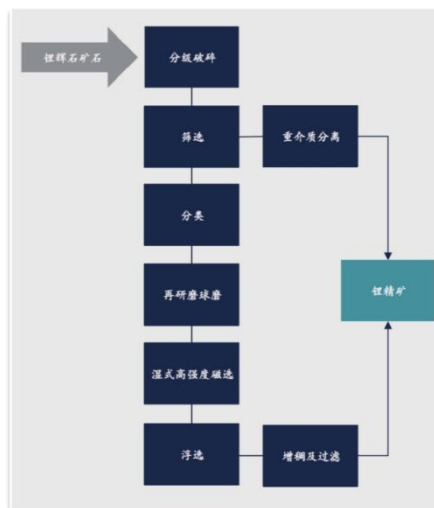 锂辉石矿石
分级破碎
筛选
重介质分离
分类
再研磨球磨
锂精矿
湿式高强度磁选
浮选
增稠及过滤